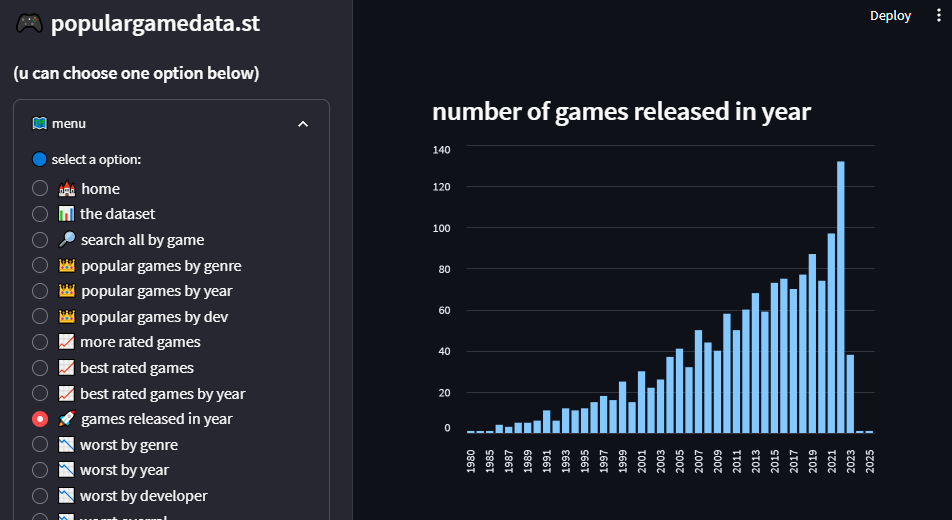 populargamedata.st
(u can choose one option below)
menu
select a option:
home
the dataset
search all by game
popular games by genre
popular games by year
popular games by dev
more rated games
best rated games
best rated games by year
games released in year
worst by genre
worst by year
worst by developer
Deploy
number of games released in year
140
120
100
80
60
40
20
0
1980
1985
1987
1989
1991
1993
1995
1997
1999
2001
2003
2005
2007
2009
2011
2013
2015
2017
2019
2021
2023
2025